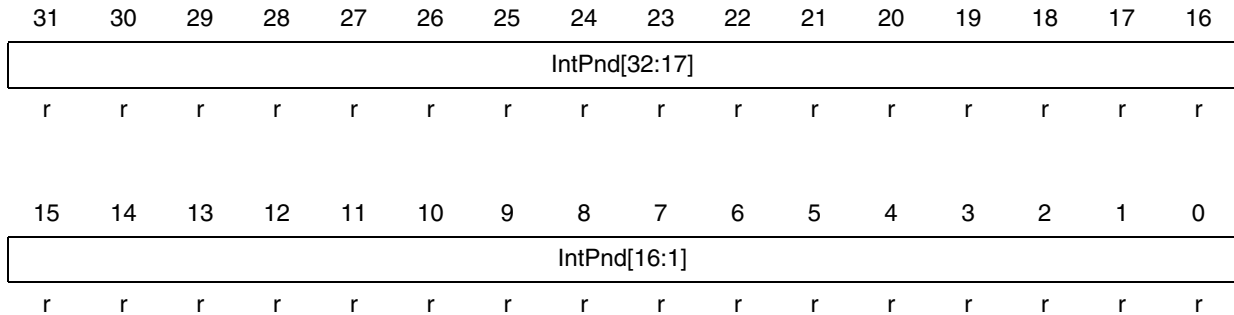 31 30 29 28 27 26 25 24 23 22 21 20 19 18 17 16
IntPnd[32:17]
r r r r r r r r r r r r r r r r
15 14 13 12 11 10 9 8 7 6 5 4 3 2 1 0
IntPnd[16:1]
r r r r r r r r r r r r r r r r